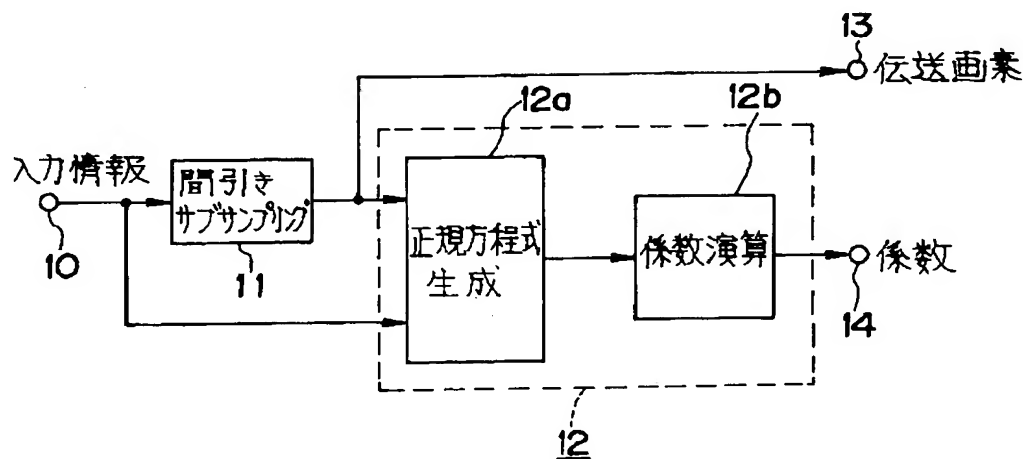 13
伝送画素
12a
12b
入力情報
間引き
サブサンプリング
正規方程式
生成
係数演算
係数
10
11
14
12